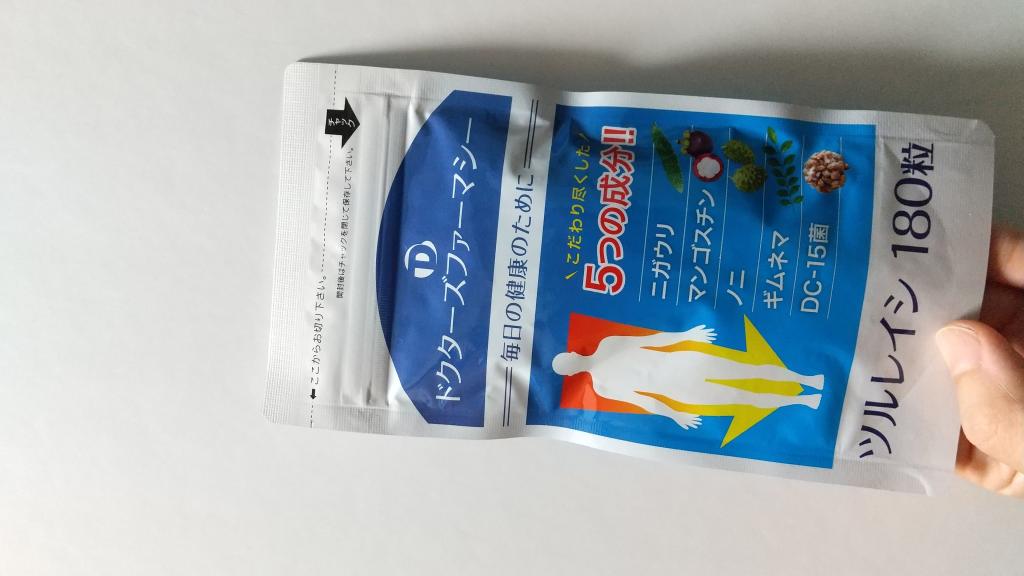 ここからお切り下さい。
チャック
開封後はチャックを閉じて保存して下さい。
D
ドクターズファーマシー
毎日の健康のために
こだわり尽くした
5つの成分!!
ニガウリ
マンゴスチン
ノニ
ギムネマ
DC-15菌
ツルレイシ 180粒